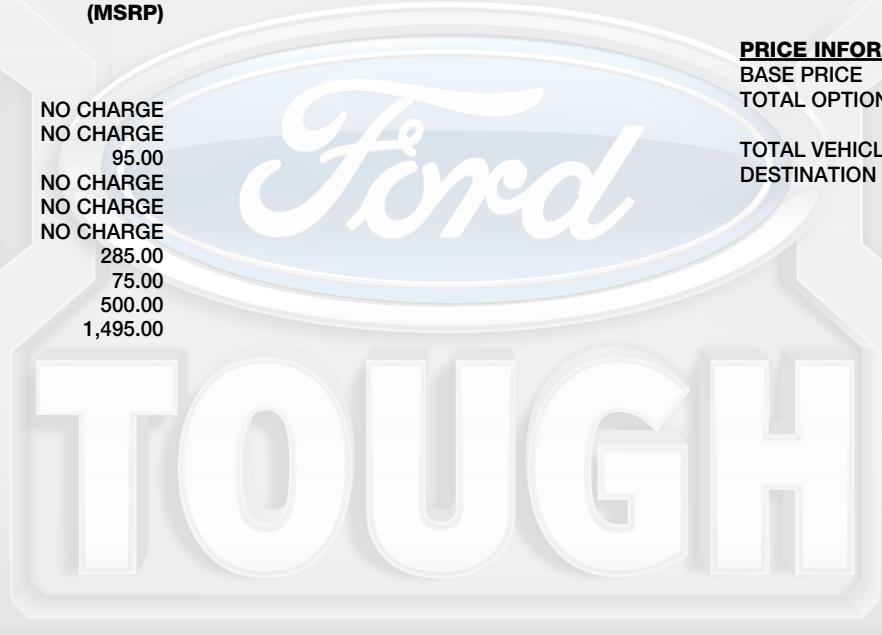 (MSRP)
NO CHARGE
NO CHARGE
95.00
NO CHARGE
NO CHARGE
NO CHARGE
285.00
75.00
500.00
1,495.00
PRICE INFOR
BASE PRICE
TOTAL OPTION
TOTAL VEHICL
DESTINATION
Ford
TOUGH